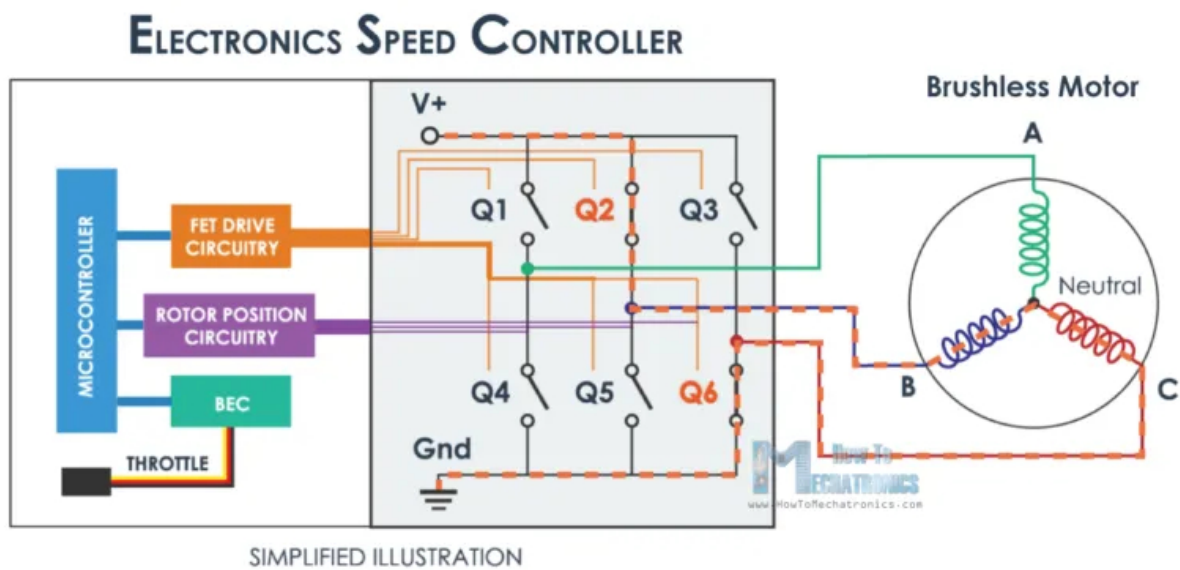 ELECTRONICS SPEED CONTROLLER
Brushless Motor
V+
A
MICROCONTROLLER
FET DRIVE
CIRCUITRY
Q1
Q2
Q3
Neutral
ROTOR POSITION
CIRCUITRY
Q4
Q5
Q6
B
C
BEC
Gnd
THROTTLE
How To
MECHATRONICS
www.HowToMechatronics.com
SIMPLIFIED ILLUSTRATION